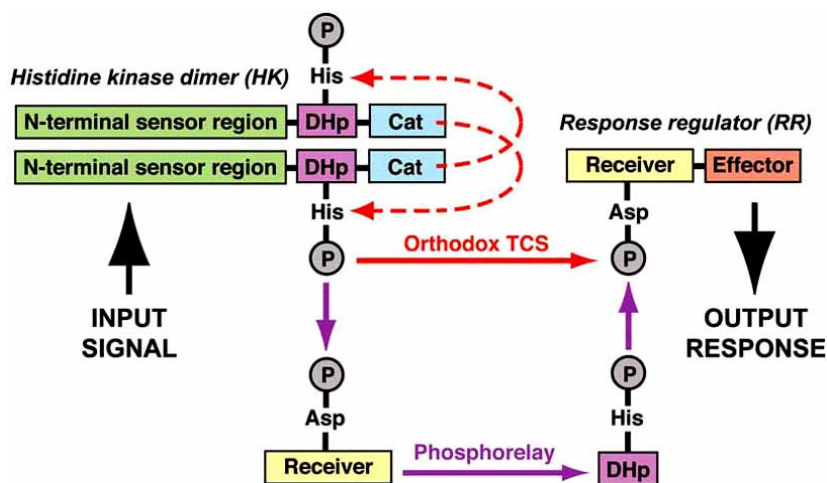 P
His
Histidine kinase dimer (HK)
N-terminal sensor region
DHp
Cat
N-terminal sensor region
DHp
Cat
His
P
Orthodox TCS
Response regulator (RR)
Receiver
Effector
Asp
P
INPUT
SIGNAL
OUTPUT
RESPONSE
P
Asp
Receiver
Phosphorelay
P
His
DHp